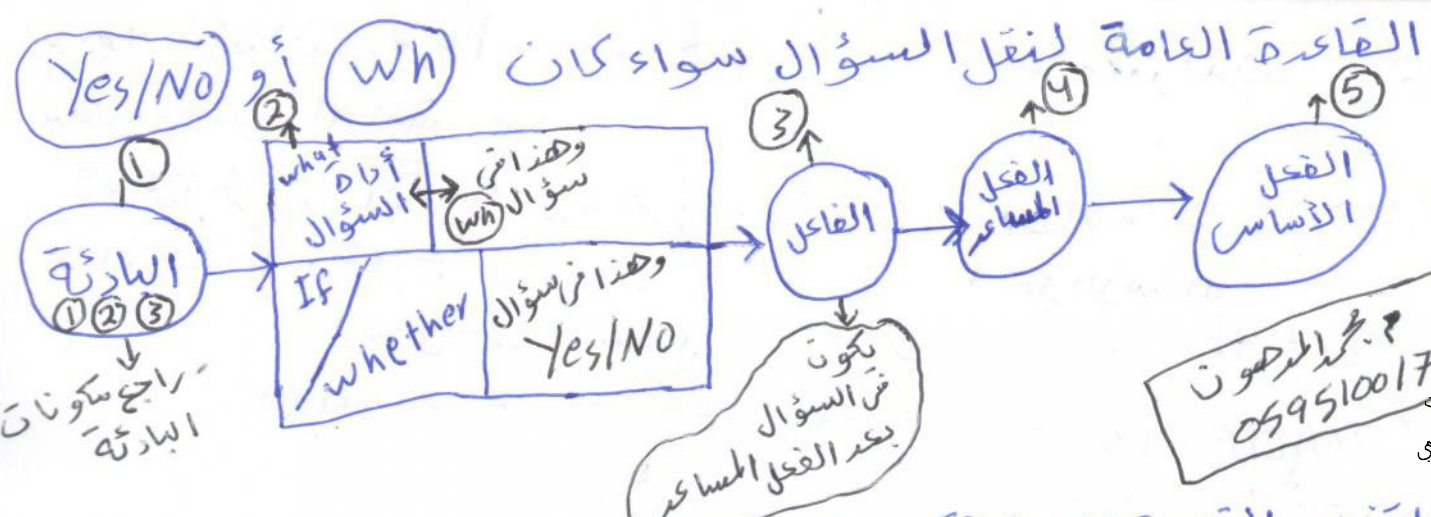 القاعدة العامة لنقل السؤال سواء كان Wh أو Yes/No
①
البادئة
① ② ③
راجع مكونات
البادئة
②
what
أداة
السؤال
وهذا في
سؤال Wh
If / whether
وهذا في سؤال
Yes/No
③
الفاعل
يكون
في السؤال
بعد الفعل المساعد
④
الفعل
المساعد
⑤
الفعل
الأساسي
م. محمد المدهون
059510017